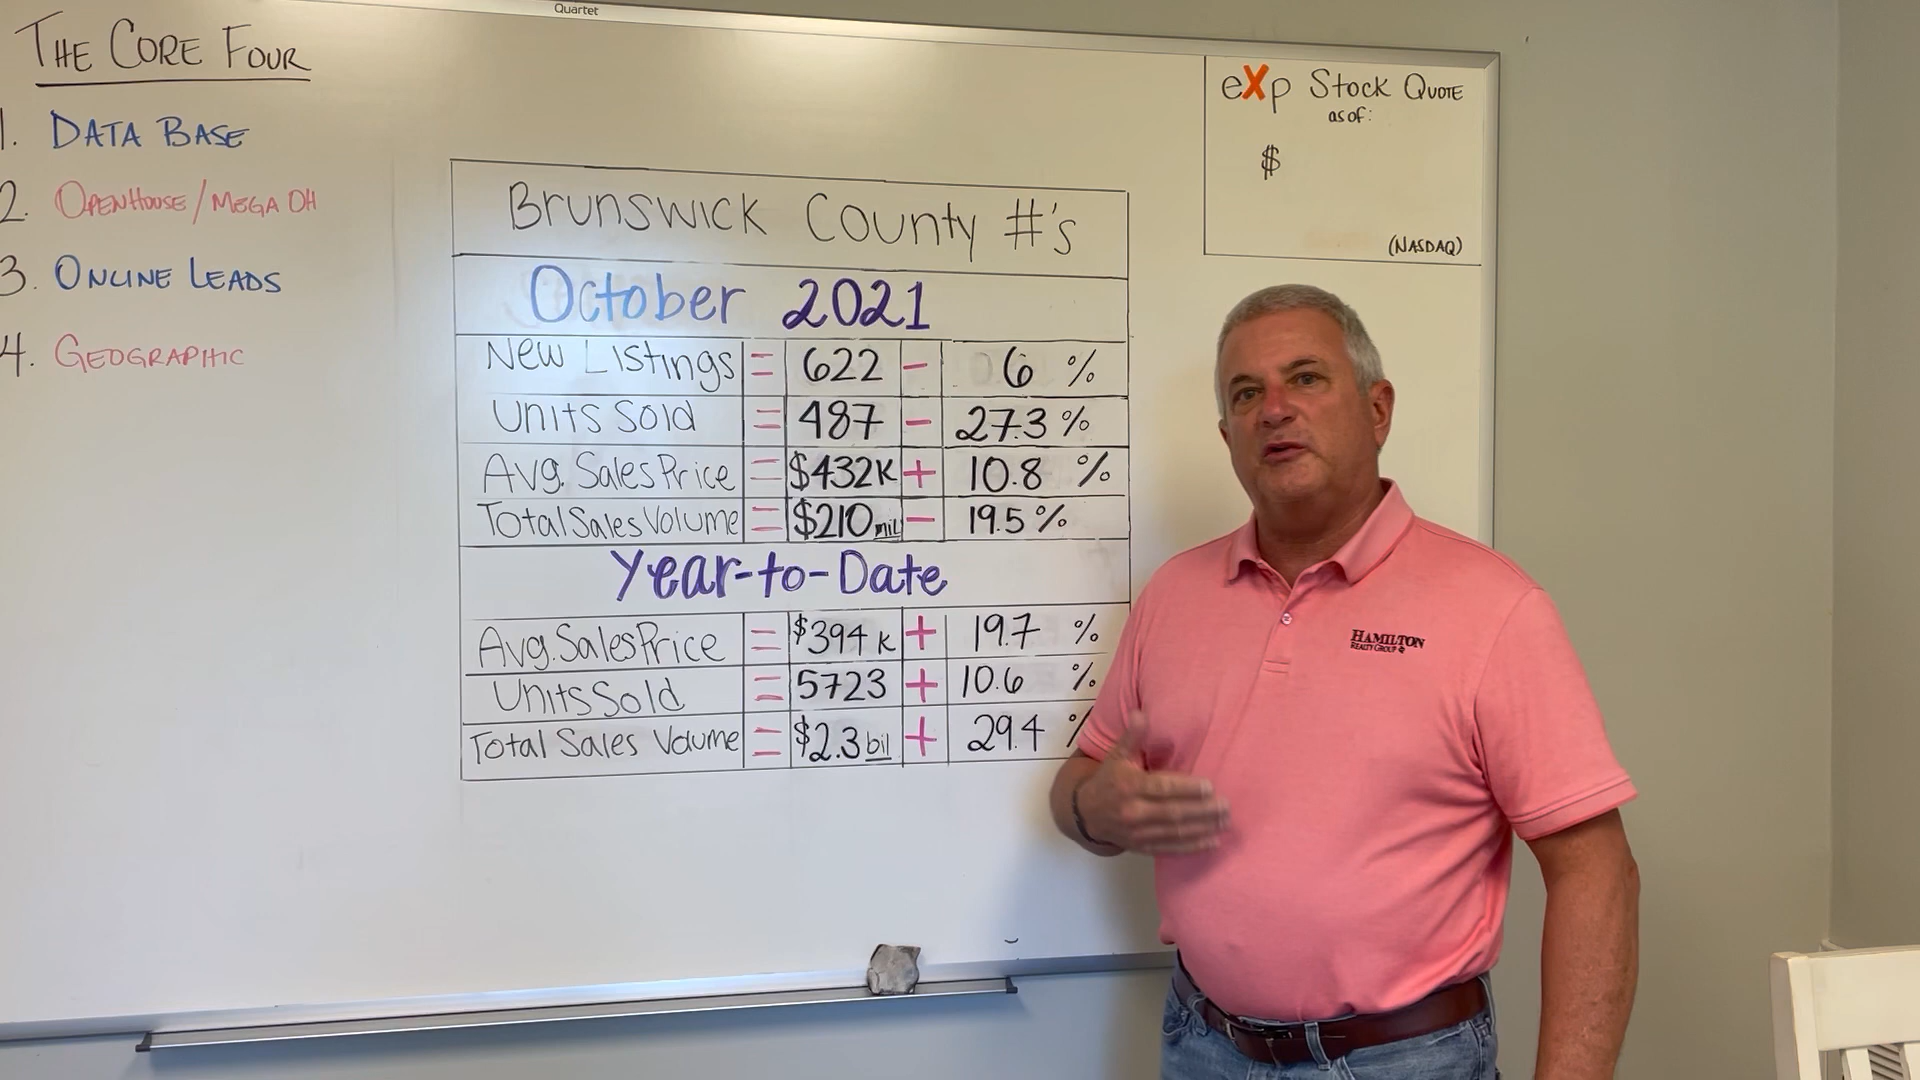 Quartet
THE CORE FOUR
1. DATA BASE
2. OPENHOUSE/MEGA OH
3. ONLINE LEADS
4. GEOGRAPHIC
eXp STOCK QUOTE
as of:
$
(NASDAQ)
Brunswick County #'s
October 2021
New Listings = 622 - 6 %
Units Sold = 487 - 27.3 %
Avg. Sales Price = $432K + 10.8 %
Total Sales Volume = $210 mil - 19.5 %
Year-to-Date
Avg. Sales Price = $394 K + 19.7 %
Units Sold = 5723 + 10.6 %
Total Sales Volume = $2.3 bil + 29.4 %
HAMILTON
REALTY GROUP